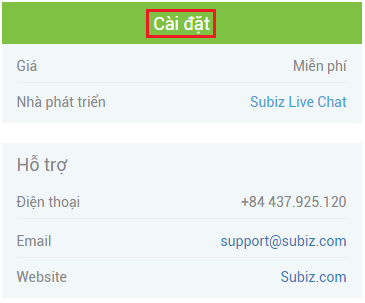 Cài đặt
Giá Miễn phí
Nhà phát triển Subiz Live Chat
Hỗ trợ
Điện thoại +84 437.925.120
Email support@subiz.com
Website Subiz.com